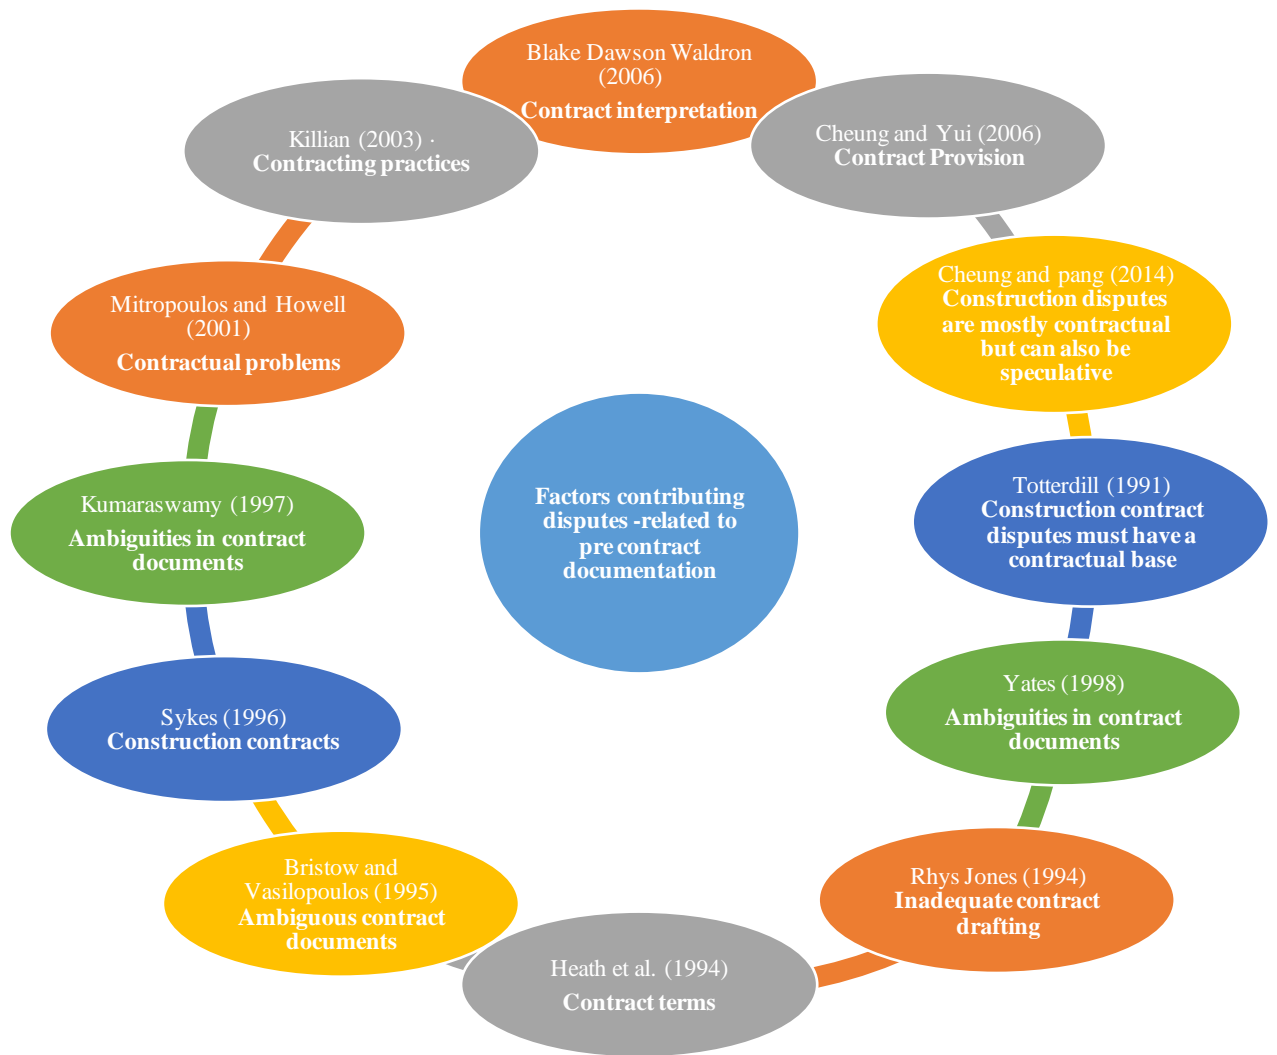 Blake Dawson Waldron
(2006)
Contract interpretation
Cheung and Yui (2006)
Contract Provision
Cheung and pang (2014)
Construction disputes
are mostly contractual
but can also be
speculative
Totterdill (1991)
Construction contract
disputes must have a
contractual base
Yates (1998)
Ambiguities in contract
documents
Rhys Jones (1994)
Inadequate contract
drafting
Heath et al. (1994)
Contract terms
Bristow and
Vasilopoulos (1995)
Ambiguous contract
documents
Sykes (1996)
Construction contracts
Kumaraswamy (1997)
Ambiguities in contract
documents
Mitropoulos and Howell
(2001)
Contractual problems
Killian (2003) ·
Contracting practices
Factors contributing
disputes -related to
pre contract
documentation